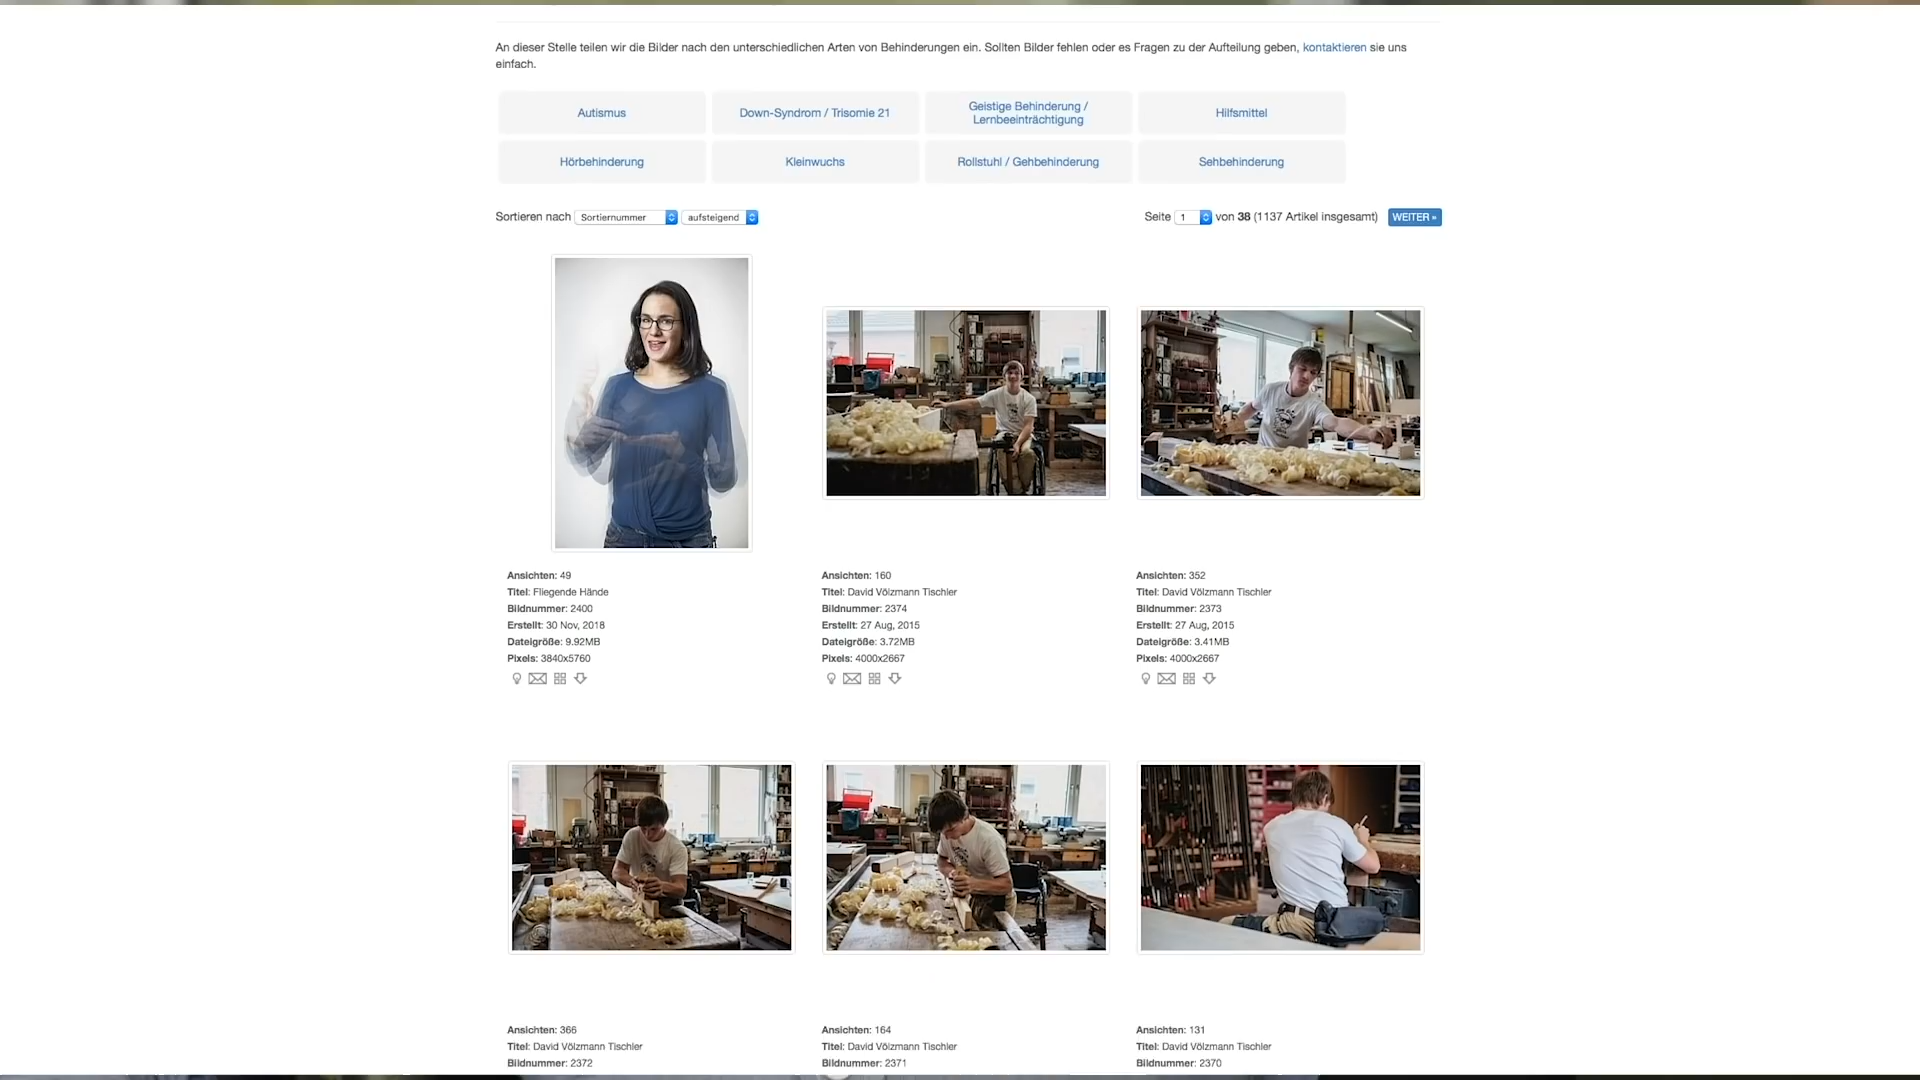 An dieser Stelle teilen wir die Bilder nach den unterschiedlichen Arten von Behinderungen ein. Sollten Bilder fehlen oder es Fragen zu der Aufteilung geben, kontaktieren sie uns
einfach.
Autismus
Down-Syndrom / Trisomie 21
Geistige Behinderung /
Lernbeeinträchtigung
Hilfsmittel
Hörbehinderung
Kleinwuchs
Rollstuhl / Gehbehinderung
Sehbehinderung
Sortieren nach Sortiernummer aufsteigend
Seite 1 von 38 (1137 Artikel insgesamt) WEITER »
Ansichten: 49
Titel: Fliegende Hände
Bildnummer: 2400
Erstellt: 30 Nov, 2018
Dateigröße: 9.92MB
Pixels: 3840x5760
Ansichten: 160
Titel: David Völzmann Tischler
Bildnummer: 2374
Erstellt: 27 Aug, 2015
Dateigröße: 3.72MB
Pixels: 4000x2667
Ansichten: 352
Titel: David Völzmann Tischler
Bildnummer: 2373
Erstellt: 27 Aug, 2015
Dateigröße: 3.41MB
Pixels: 4000x2667
Ansichten: 366
Titel: David Völzmann Tischler
Bildnummer: 2372
Ansichten: 164
Titel: David Völzmann Tischler
Bildnummer: 2371
Ansichten: 131
Titel: David Völzmann Tischler
Bildnummer: 2370